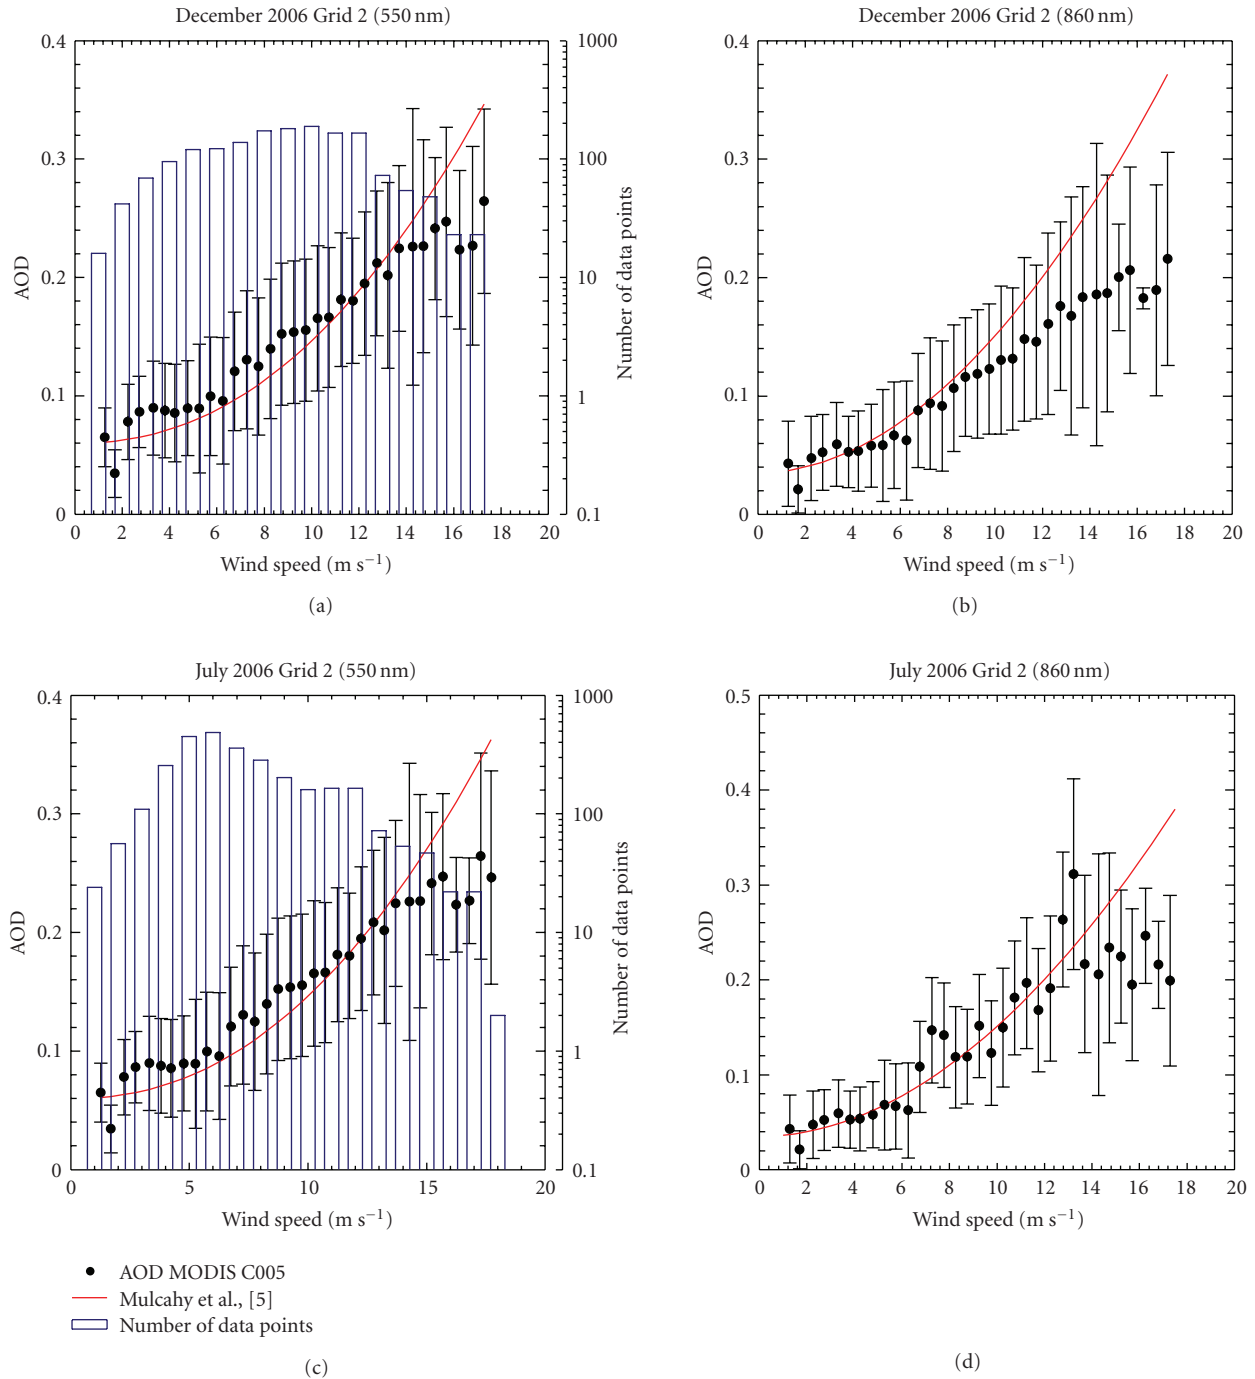 December 2006 Grid 2 (550 nm)
0.4
0.3
0.2
0.1
0
AOD
1000
100
10
1
0.1
Number of data points
0 2 4 6 8 10 12 14 16 18 20
Wind speed (m s−1)
(a)
December 2006 Grid 2 (860 nm)
0.4
0.3
0.2
0.1
0
AOD
0 2 4 6 8 10 12 14 16 18 20
Wind speed (m s−1)
(b)
July 2006 Grid 2 (550 nm)
0.4
0.3
0.2
0.1
0
AOD
1000
100
10
1
0.1
Number of data points
0 5 10 15 20
Wind speed (m s−1)
AOD MODIS C005
Mulcahy et al., [5]
Number of data points
(c)
July 2006 Grid 2 (860 nm)
0.5
0.4
0.3
0.2
0.1
0
AOD
0 2 4 6 8 10 12 14 16 18 20
Wind speed (m s−1)
(d)